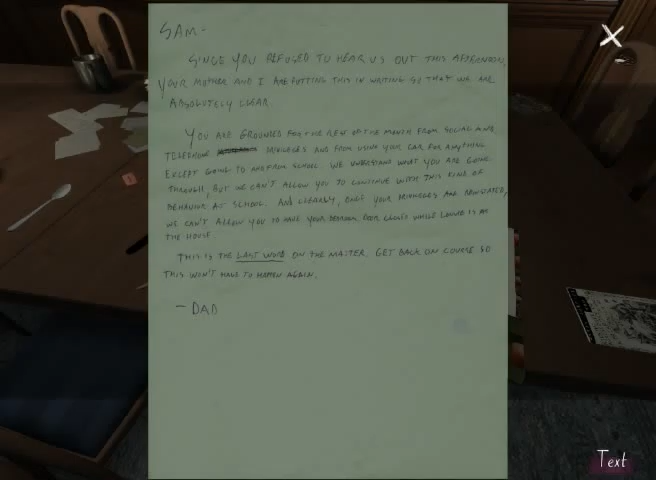 SAM-
SINCE YOU REFUSED TO HEAR US OUT THIS AFTERNOON,
YOUR MOTHER AND I ARE PUTTING THIS IN WRITING SO THAT WE ARE
ABSOLUTELY CLEAR
YOU ARE GROUNDED FOR THE REST OF THE MONTH FROM SOCIAL AND
TELEPHONE PRIVILEGES AND FROM USING YOUR CAR FOR ANYTHING
EXCEPT GOING TO AND FROM SCHOOL. WE UNDERSTAND WHAT YOU ARE GOING
THROUGH, BUT WE CAN'T ALLOW YOU TO CONTINUE WITH THIS KIND OF
BEHAVIOR AT SCHOOL. AND CLEARLY, ONCE YOUR PRIVILEGES ARE REINSTATED,
WE CAN'T ALLOW YOU TO HAVE YOUR BEDROOM DOOR CLOSED WHILE LONNIE IS AT
THE HOUSE.
THIS IS THE LAST WORD ON THE MATTER. GET BACK ON COURSE SO
THIS WON'T HAVE TO HAPPEN AGAIN.
- DAD
Text